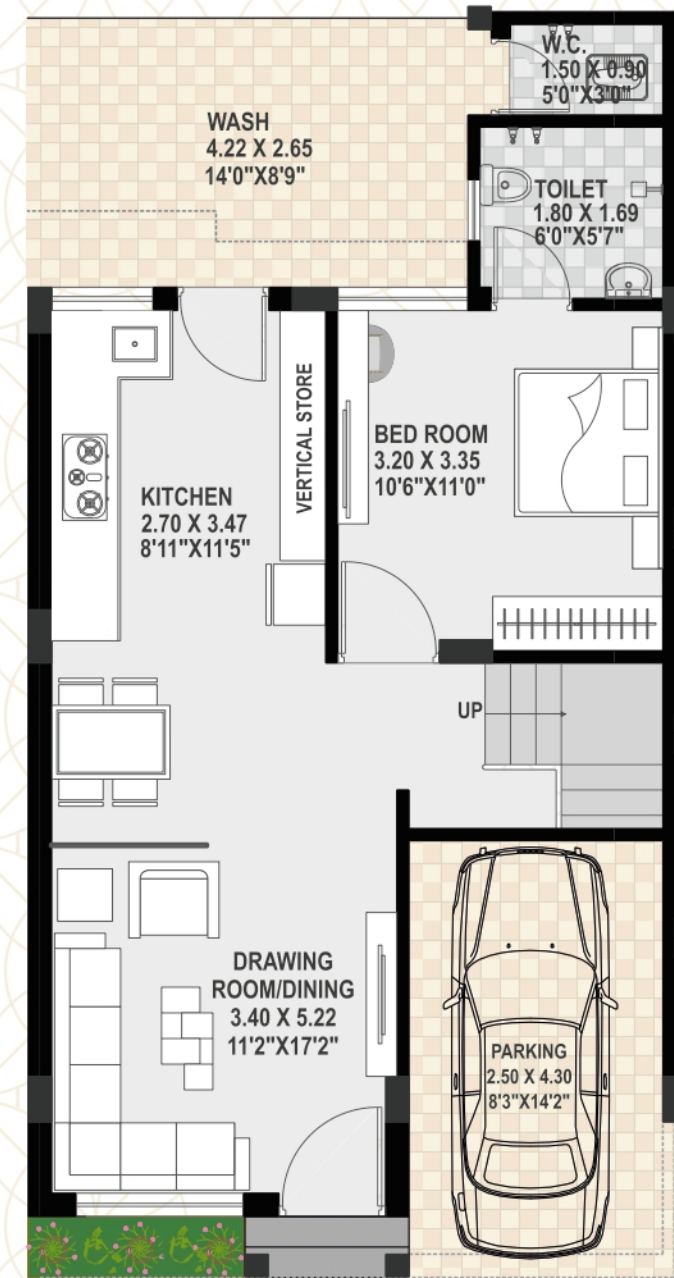 W.C.
1.50 X 0.90
5'0"X3'0"
WASH
4.22 X 2.65
14'0"X8'9"
TOILET
1.80 X 1.69
6'0"X5'7"
VERTICAL STORE
BED ROOM
3.20 X 3.35
10'6"X11'0"
KITCHEN
2.70 X 3.47
8'11"X11'5"
UP
DRAWING
ROOM/DINING
3.40 X 5.22
11'2"X17'2"
PARKING
2.50 X 4.30
8'3"X14'2"